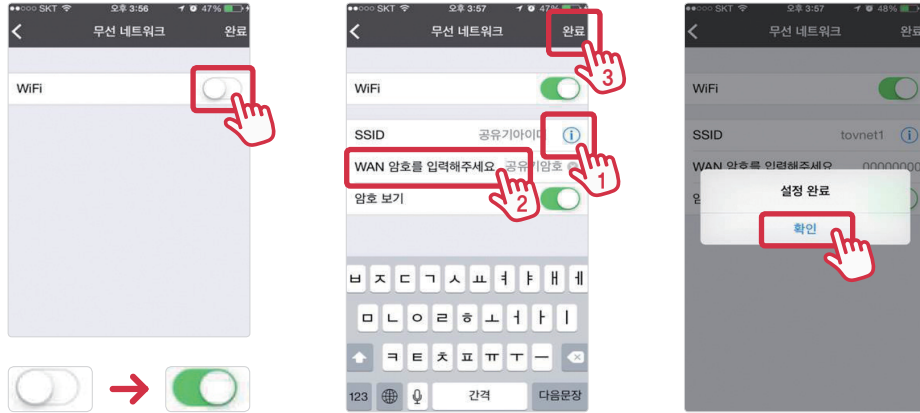 ●●○○○ SKT 오후 3:56 47%
무선 네트워크 완료
WiFi
●●○○○ SKT 오후 3:57 47%
무선 네트워크 완료
3
WiFi
SSID 공유기아이디
1
WAN 암호를 입력해주세요 공유기암호
2
암호 보기
ㅂ ㅈ ㄷ ㄱ ㅅ ㅛ ㅕ ㅑ ㅐ ㅔ
ㅁ ㄴ ㅇ ㄹ ㅎ ㅗ ㅓ ㅏ ㅣ
ㅋ ㅌ ㅊ ㅍ ㅠ ㅜ ㅡ
123 간격 다음문장
●●○○○ SKT 오후 3:57 48%
무선 네트워크 완료
WiFi
SSID tovnet1
WAN 암호를 입력해주세요 00000000
설정 완료
확인